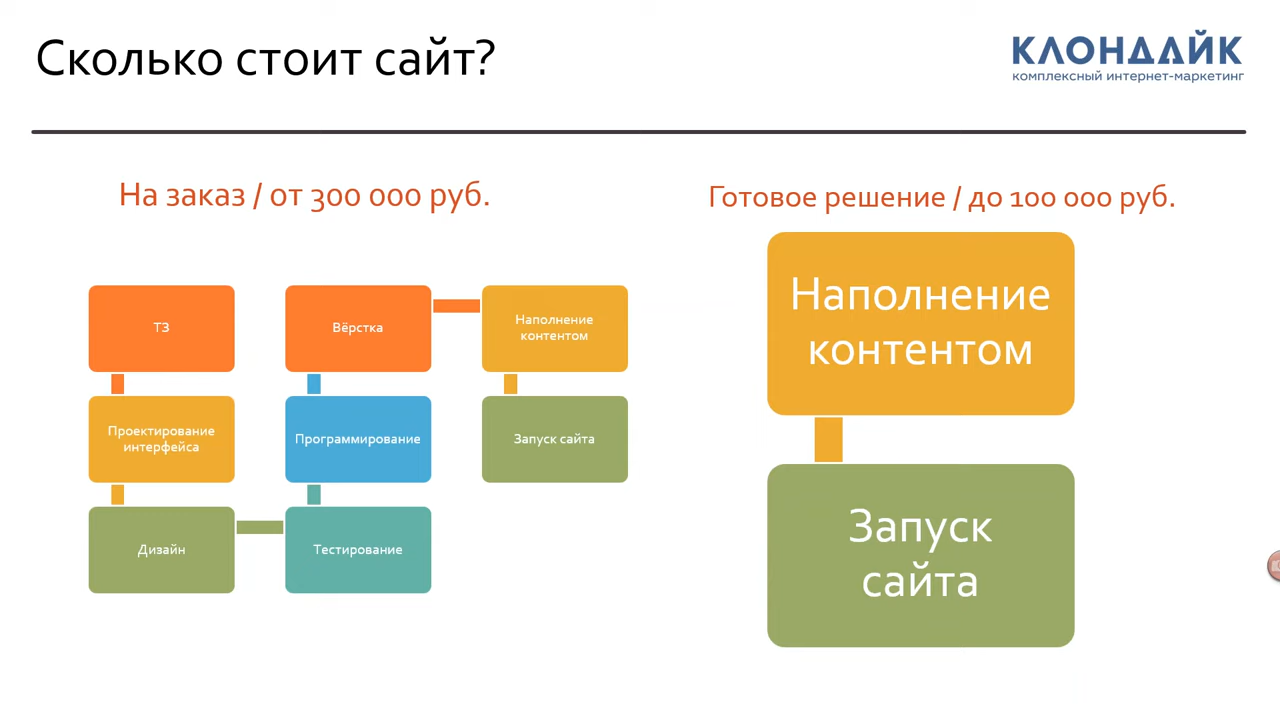 Сколько стоит сайт?
КЛОНДАЙК
комплексный интернет-маркетинг
На заказ / от 300 000 руб.
ТЗ
Проектирование
интерфейса
Дизайн
Тестирование
Программирование
Вёрстка
Наполнение
контентом
Запуск сайта
Готовое решение / до 100 000 руб.
Наполнение
контентом
Запуск
сайта